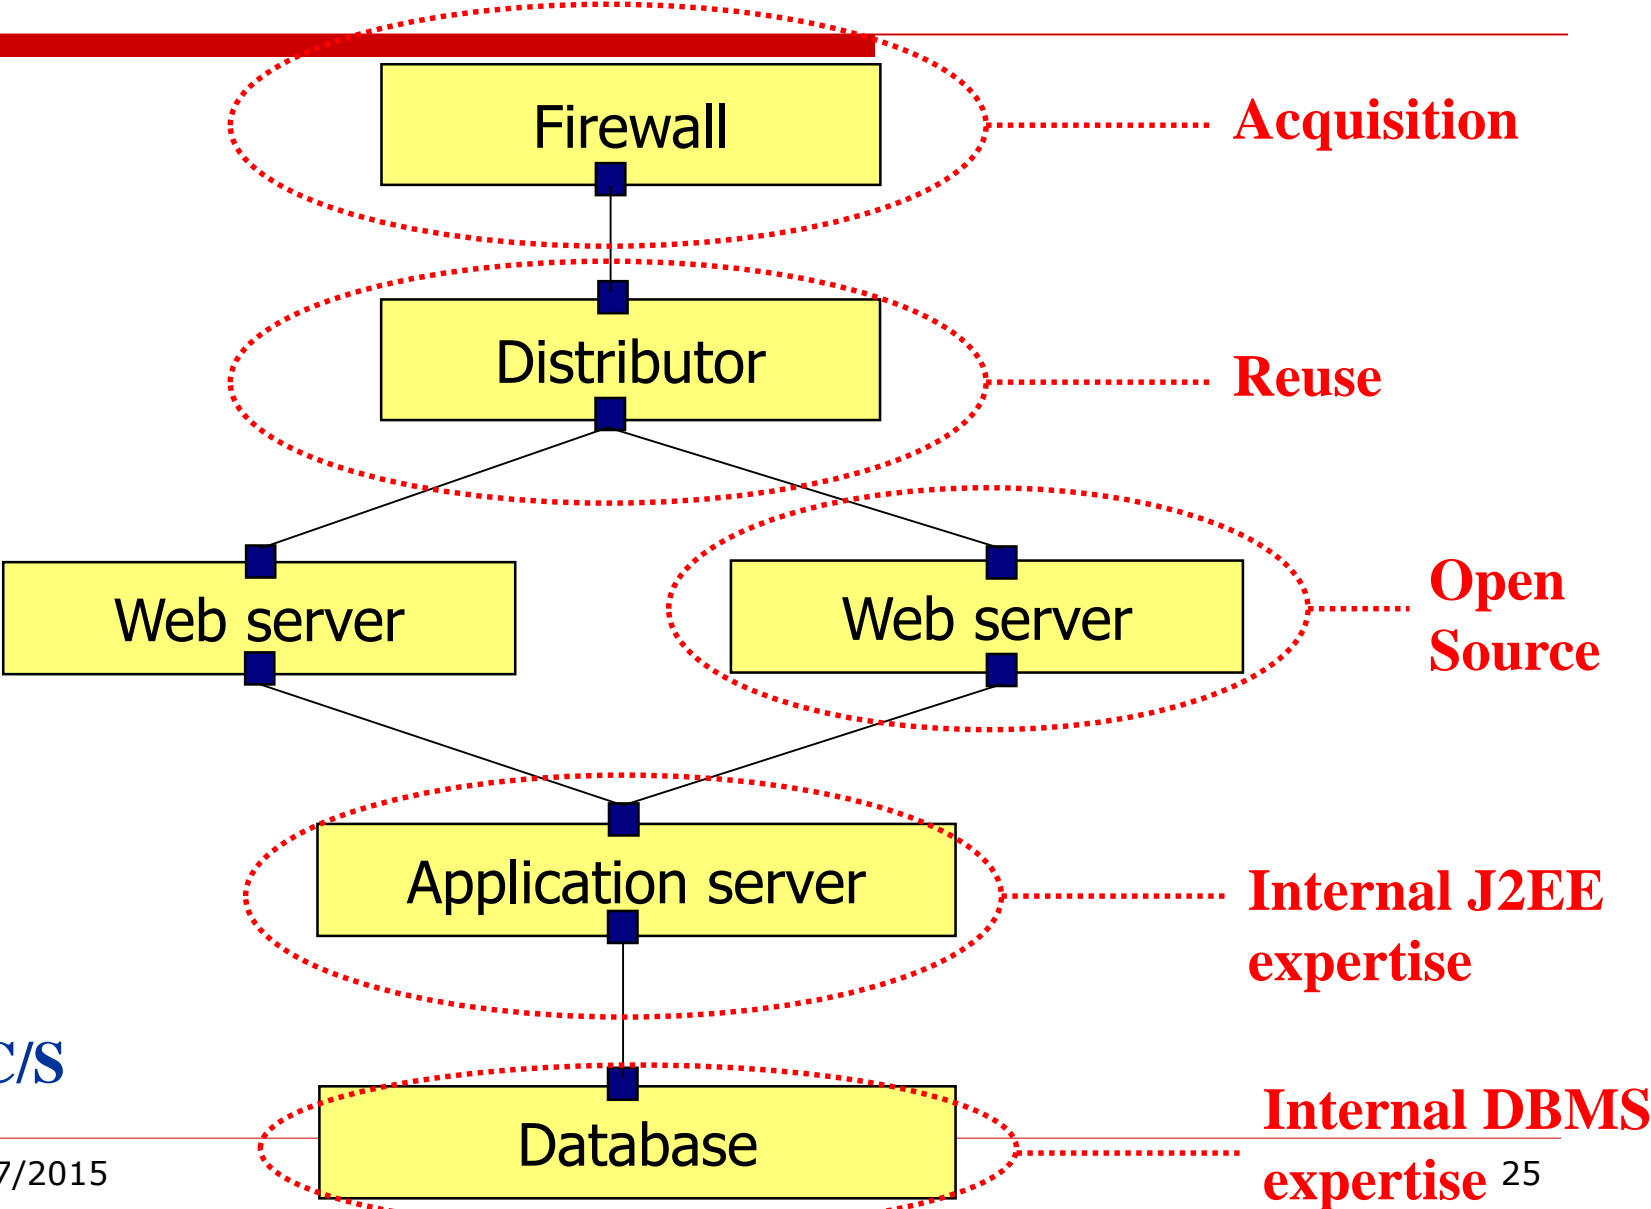 Firewall
Acquisition
Distributor
Reuse
Web server
Web server
Open
Source
Application server
Internal J2EE
expertise
C/S
Database
Internal DBMS
expertise
7/2015
25